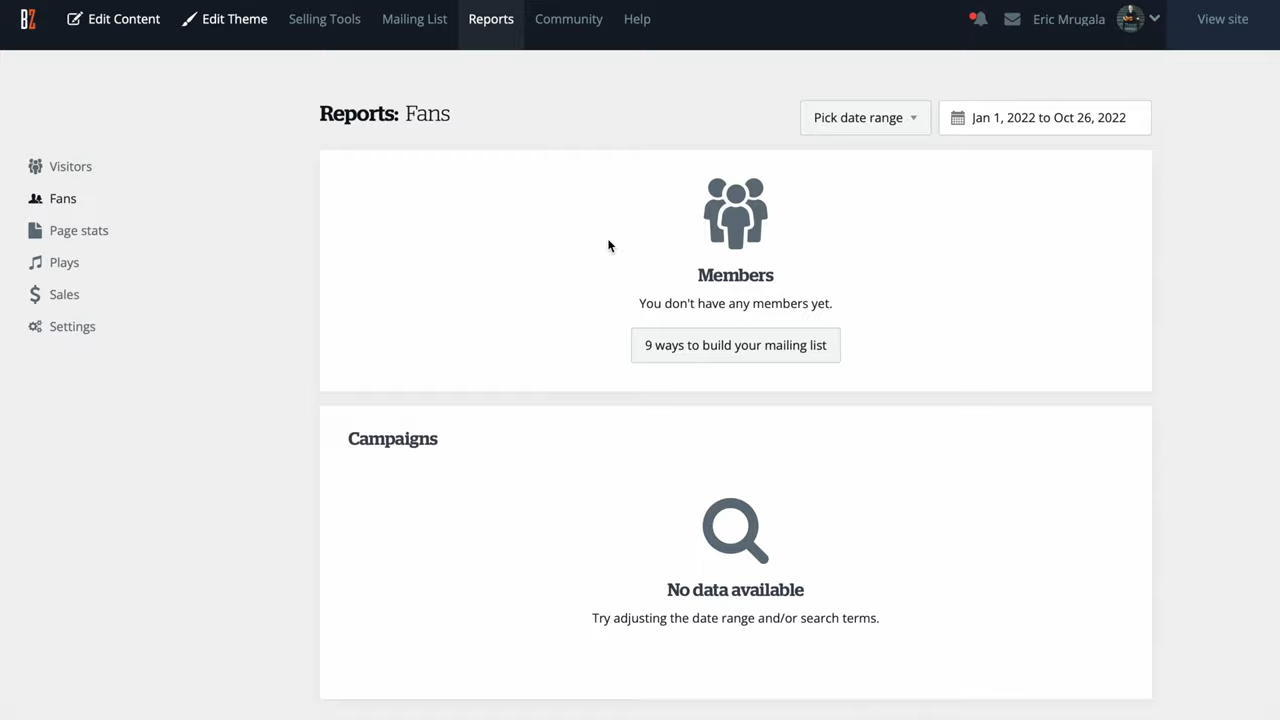 BZ
Edit Content
Edit Theme
Selling Tools
Mailing List
Reports
Community
Help
Eric Mrugala
View site
Reports: Fans
Pick date range
Jan 1, 2022 to Oct 26, 2022
Visitors
Fans
Page stats
Plays
Sales
Settings
Members
You don't have any members yet.
9 ways to build your mailing list
Campaigns
No data available
Try adjusting the date range and/or search terms.